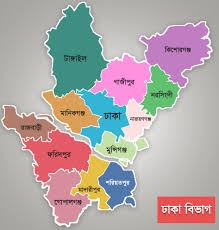 কিশোরগঞ্জ
টাঙ্গাইল
গাজীপুর
নরসিংদী
মানিকগঞ্জ
ঢাকা
নারায়ণগঞ্জ
রাজবাড়ী
মুন্সিগঞ্জ
ফরিদপুর
মাদারীপুর
শরিয়তপুর
গোপালগঞ্জ
ঢাকা বিভাগ